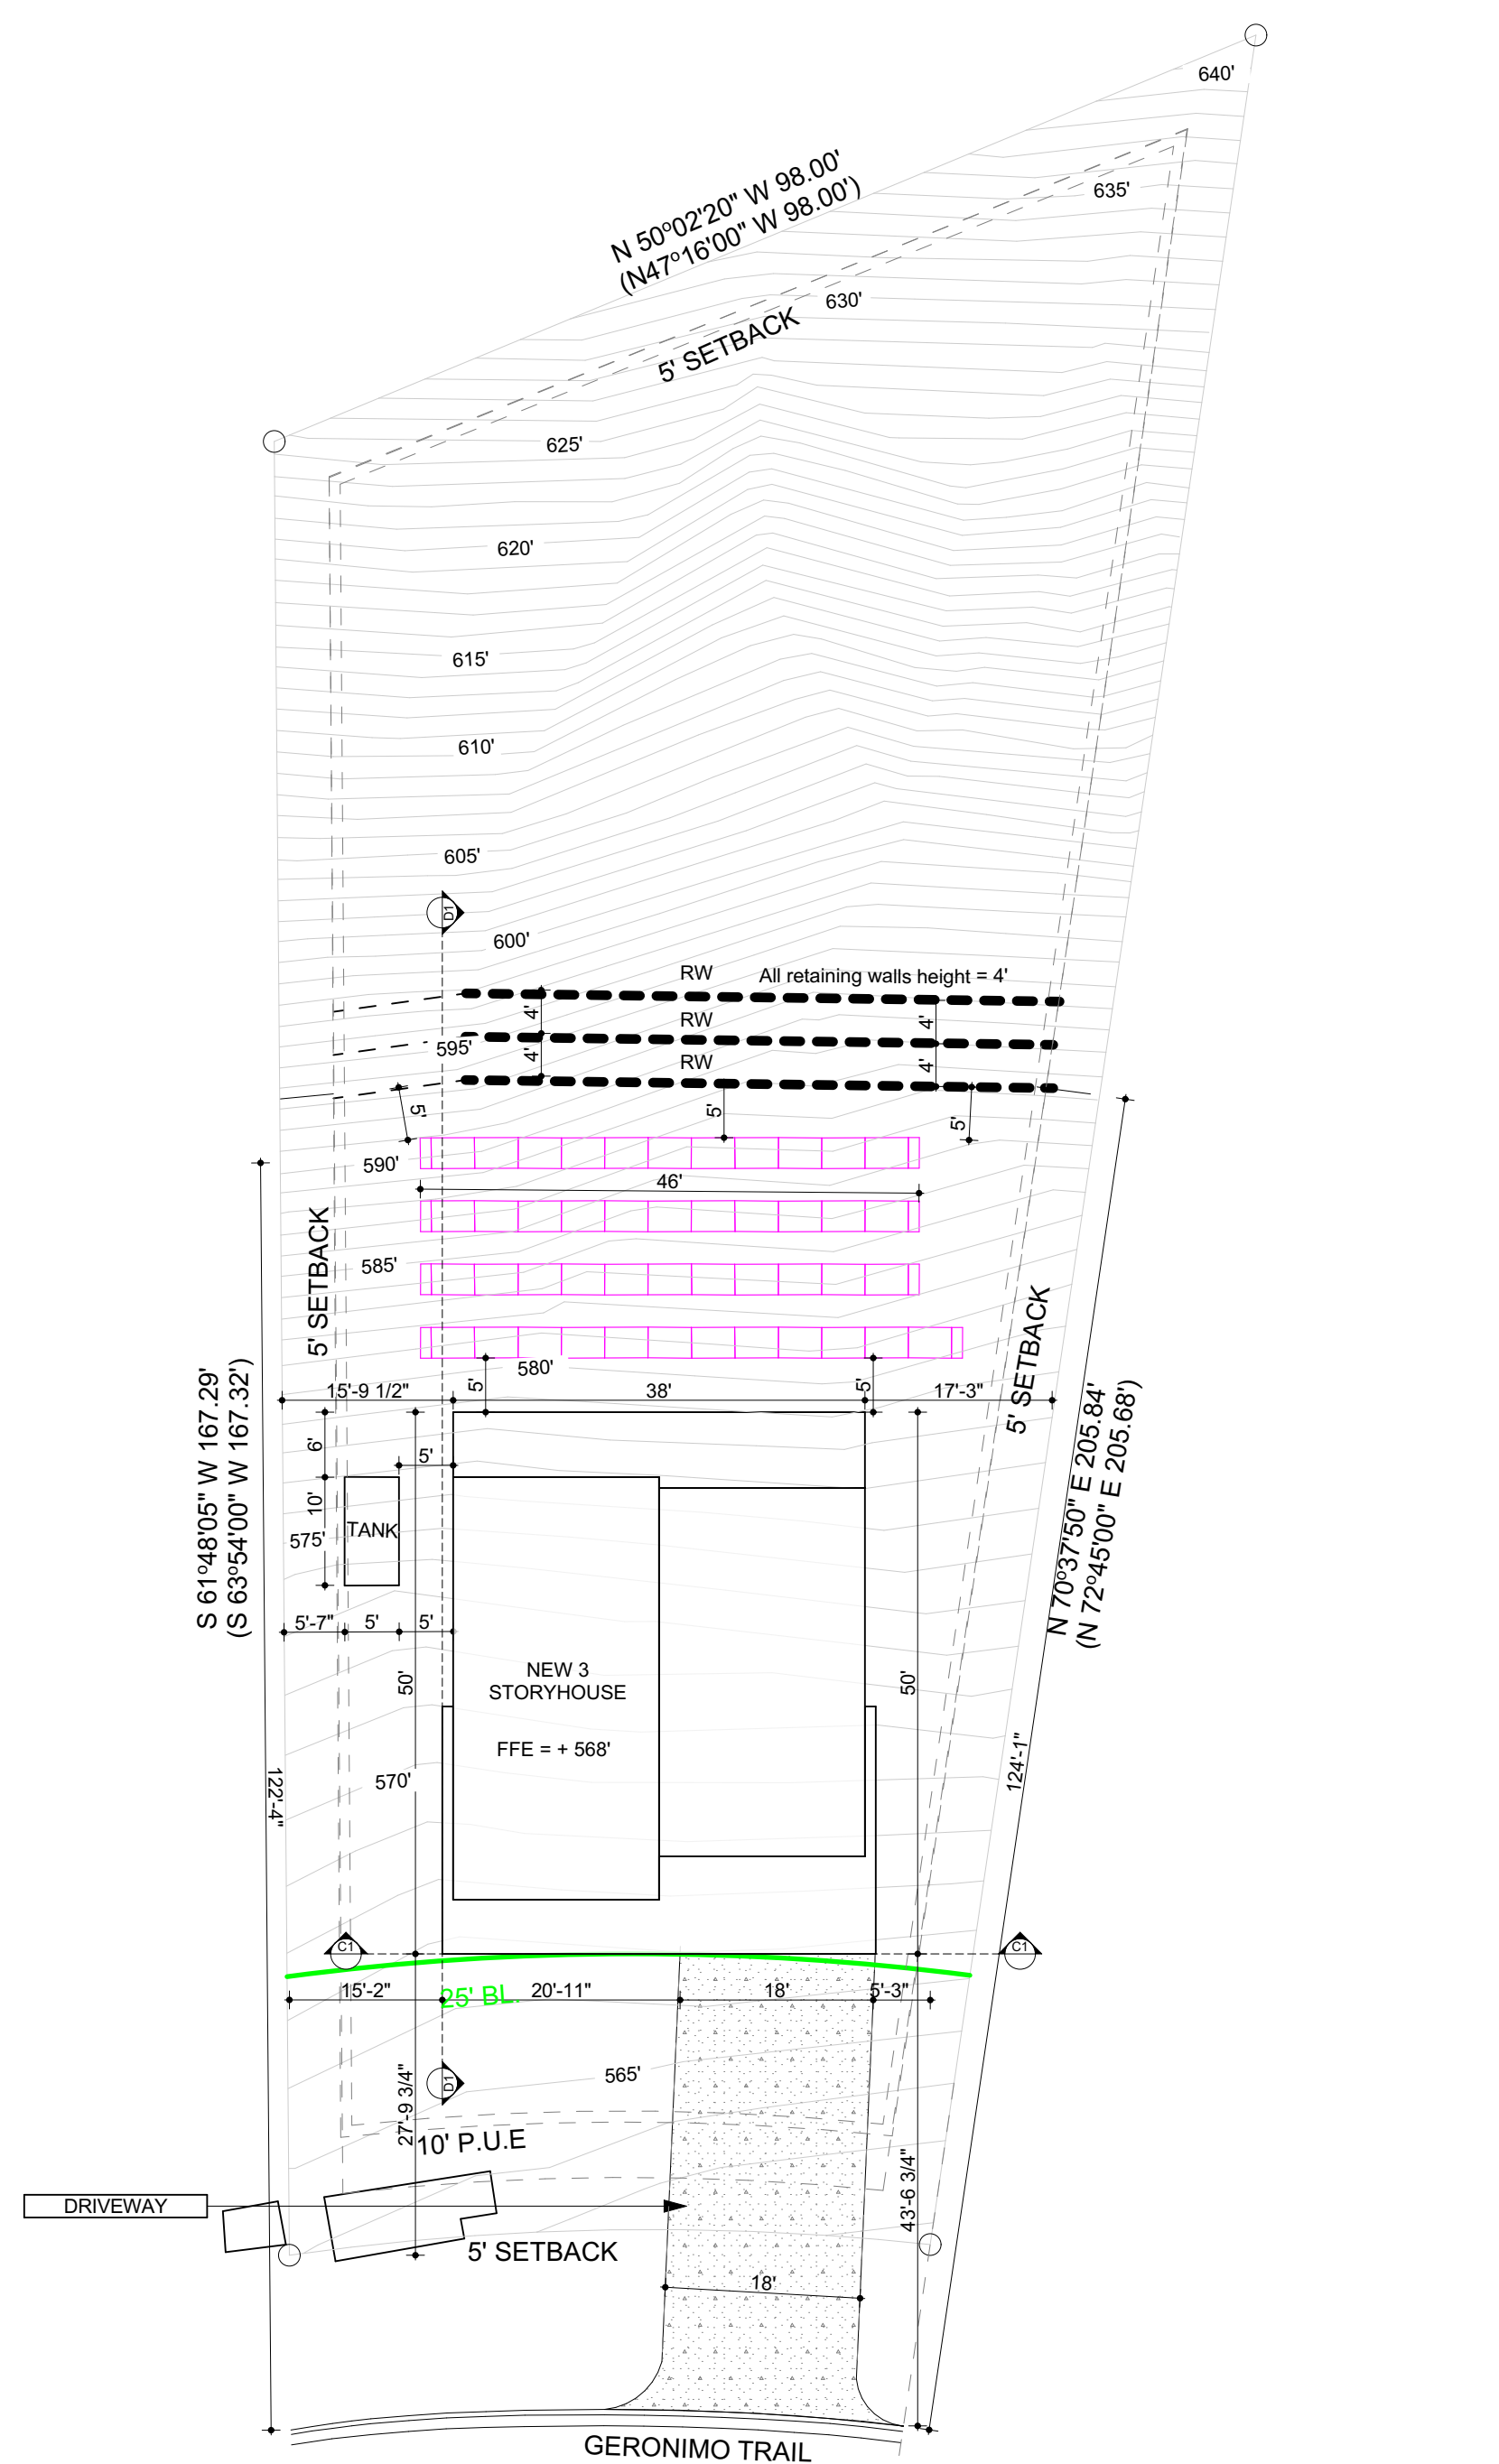 640'
N 50°02'20" W 98.00'
(N47°16'00" W 98.00')
635'
630'
5' SETBACK
625'
620'
615'
610'
605'
D1
600'
RW
All retaining walls height = 4'
4'
4'
RW
595'
4'
4'
RW
5'
5'
5'
590'
46'
5' SETBACK
585'
5' SETBACK
580'
5'
5'
15'-9 1/2"
38'
17'-3"
S 61°48'05" W 167.29'
(S 63°54'00" W 167.32')
N 70°37'50" E 205.84'
(N 72°45'00" E 205.68')
6'
5'
10'
TANK
575'
5'-7"
5'
5'
50'
50'
NEW 3
STORYHOUSE
FFE = + 568'
570'
122'-4"
124'-1"
C1
C1
15'-2"
25' BL.
20'-11"
18'
5'-3"
565'
D1
27'-9 3/4"
10' P.U.E
43'-6 3/4"
DRIVEWAY
5' SETBACK
18'
GERONIMO TRAIL